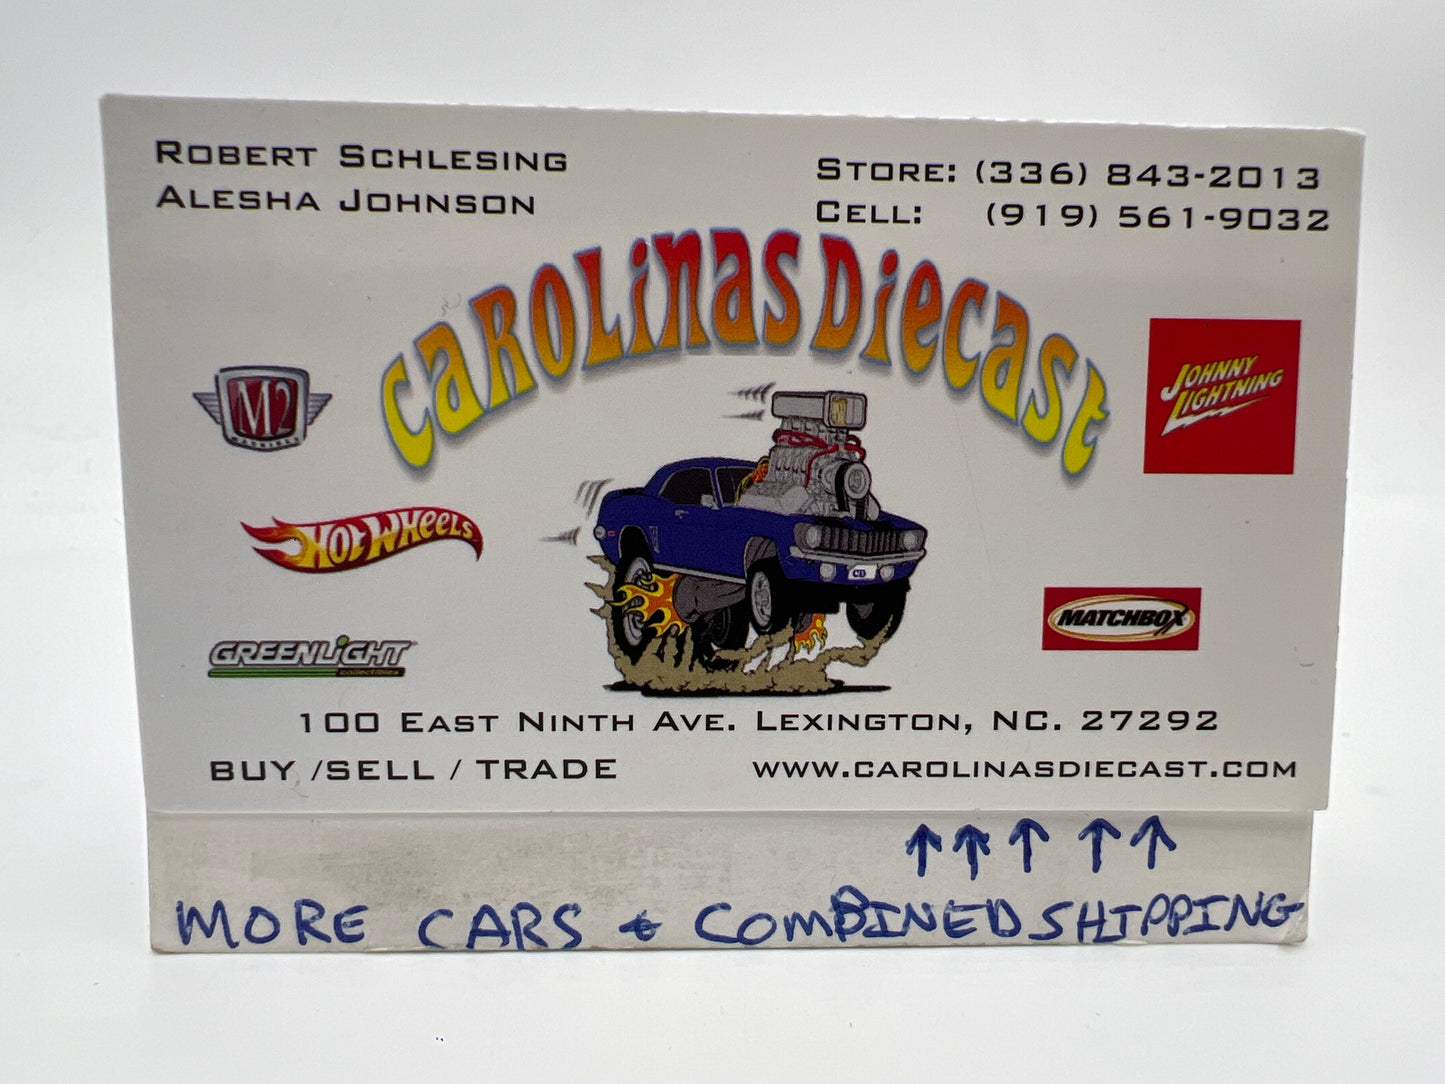 ROBERT SCHLESING
ALESHA JOHNSON
STORE: (336) 843-2013
CELL: (919) 561-9032
CAROLINAS DIECAST
M2
MACHINES
JOHNNY
LIGHTNING
HOT WHEELS
MATCHBOX
GREENLIGHT
collectibles
100 EAST NINTH AVE. LEXINGTON, NC. 27292
BUY /SELL / TRADE
WWW.CAROLINASDIECAST.COM
↑↑↑↑↑
MORE CARS & COMBINED SHIPPING